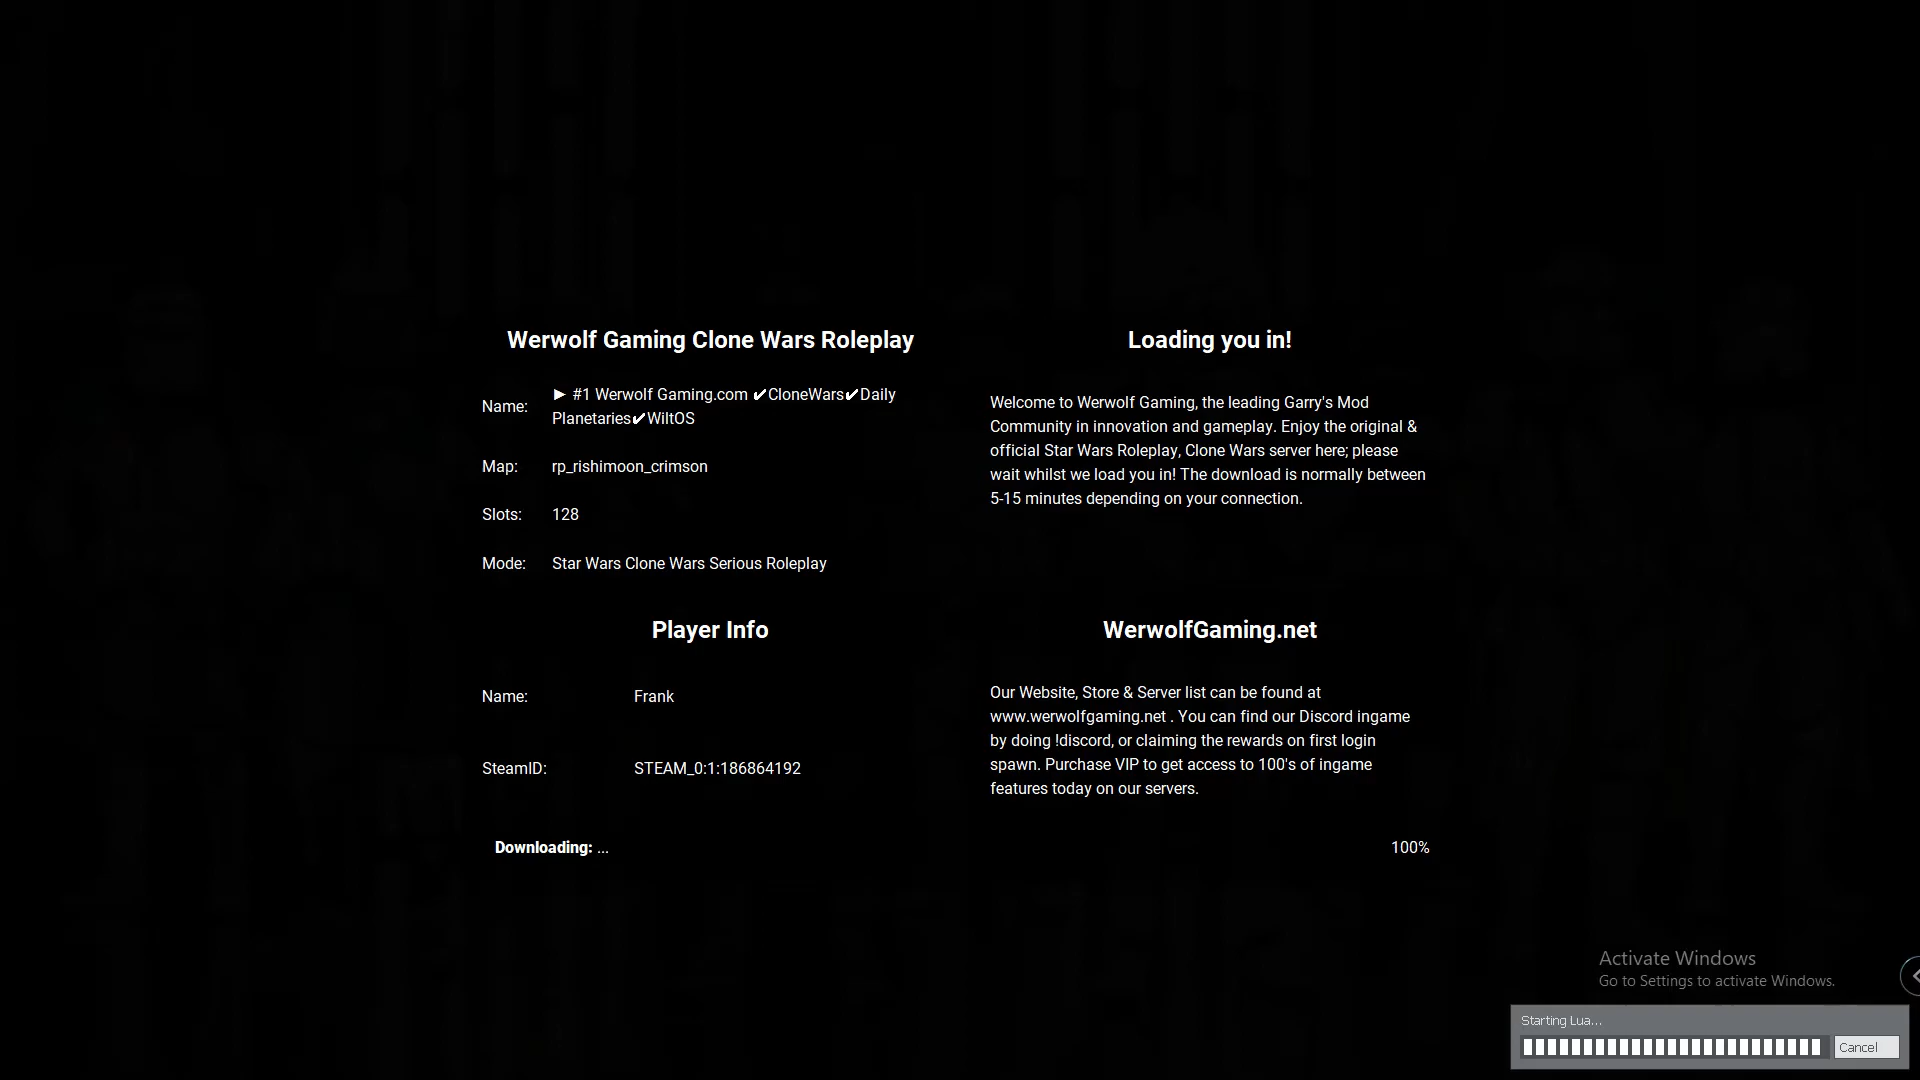 Werwolf Gaming Clone Wars Roleplay
Name:
► #1 Werwolf Gaming.com ✔CloneWars✔Daily
Planetaries✔WiltOS
Map: rp_rishimoon_crimson
Slots: 128
Mode: Star Wars Clone Wars Serious Roleplay
Loading you in!
Welcome to Werwolf Gaming, the leading Garry's Mod
Community in innovation and gameplay. Enjoy the original &
official Star Wars Roleplay, Clone Wars server here; please
wait whilst we load you in! The download is normally between
5-15 minutes depending on your connection.
Player Info
Name: Frank
SteamID: STEAM_0:1:186864192
WerwolfGaming.net
Our Website, Store & Server list can be found at
www.werwolfgaming.net . You can find our Discord ingame
by doing !discord, or claiming the rewards on first login
spawn. Purchase VIP to get access to 100's of ingame
features today on our servers.
Downloading: ... 100%
Activate Windows
Go to Settings to activate Windows.
Starting Lua...
Cancel